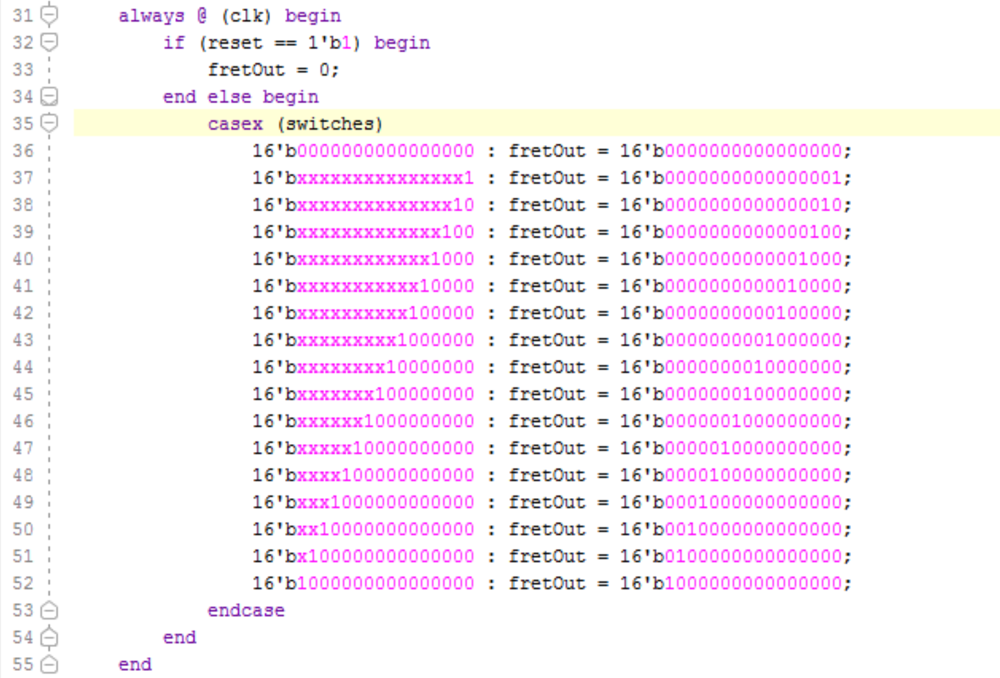 31 always @ (clk) begin
32 if (reset == 1'b1) begin
33 fretOut = 0;
34 end else begin
35 casex (switches)
36 16'b0000000000000000 : fretOut = 16'b0000000000000000;
37 16'bxxxxxxxxxxxxxxx1 : fretOut = 16'b0000000000000001;
38 16'bxxxxxxxxxxxxxx10 : fretOut = 16'b0000000000000010;
39 16'bxxxxxxxxxxxxx100 : fretOut = 16'b0000000000000100;
40 16'bxxxxxxxxxxxx1000 : fretOut = 16'b0000000000001000;
41 16'bxxxxxxxxxxx10000 : fretOut = 16'b0000000000010000;
42 16'bxxxxxxxxxx100000 : fretOut = 16'b0000000000100000;
43 16'bxxxxxxxxx1000000 : fretOut = 16'b0000000001000000;
44 16'bxxxxxxxx10000000 : fretOut = 16'b0000000010000000;
45 16'bxxxxxxx100000000 : fretOut = 16'b0000000100000000;
46 16'bxxxxxx1000000000 : fretOut = 16'b0000001000000000;
47 16'bxxxxx10000000000 : fretOut = 16'b0000010000000000;
48 16'bxxxx100000000000 : fretOut = 16'b0000100000000000;
49 16'bxxx1000000000000 : fretOut = 16'b0001000000000000;
50 16'bxx10000000000000 : fretOut = 16'b0010000000000000;
51 16'bx100000000000000 : fretOut = 16'b0100000000000000;
52 16'b1000000000000000 : fretOut = 16'b1000000000000000;
53 endcase
54 end
55 end